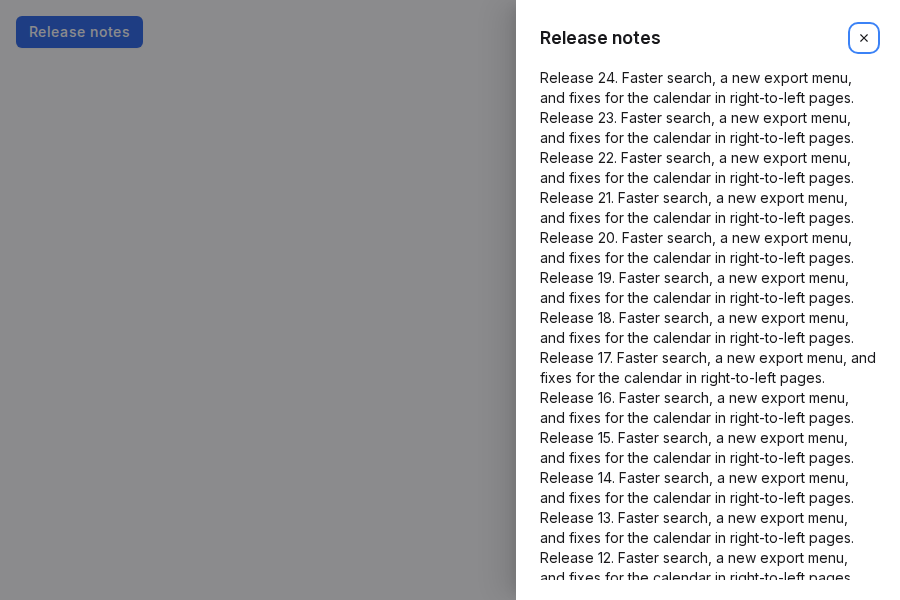 Release notes
Release notes
Release 24. Faster search, a new export menu,
and fixes for the calendar in right-to-left pages.
Release 23. Faster search, a new export menu,
and fixes for the calendar in right-to-left pages.
Release 22. Faster search, a new export menu,
and fixes for the calendar in right-to-left pages.
Release 21. Faster search, a new export menu,
and fixes for the calendar in right-to-left pages.
Release 20. Faster search, a new export menu,
and fixes for the calendar in right-to-left pages.
Release 19. Faster search, a new export menu,
and fixes for the calendar in right-to-left pages.
Release 18. Faster search, a new export menu,
and fixes for the calendar in right-to-left pages.
Release 17. Faster search, a new export menu, and
fixes for the calendar in right-to-left pages.
Release 16. Faster search, a new export menu,
and fixes for the calendar in right-to-left pages.
Release 15. Faster search, a new export menu,
and fixes for the calendar in right-to-left pages.
Release 14. Faster search, a new export menu,
and fixes for the calendar in right-to-left pages.
Release 13. Faster search, a new export menu,
and fixes for the calendar in right-to-left pages.
Release 12. Faster search, a new export menu,
and fixes for the calendar in right-to-left pages.